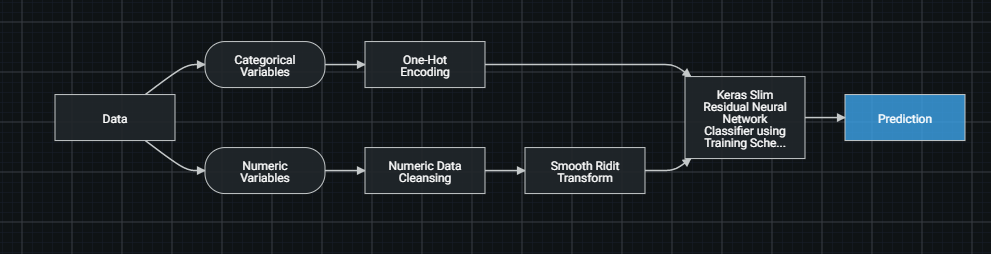 Data
Categorical
Variables
One-Hot
Encoding
Numeric
Variables
Numeric Data
Cleansing
Smooth Ridit
Transform
Keras Slim
Residual Neural
Network
Classifier using
Training Sche...
Prediction